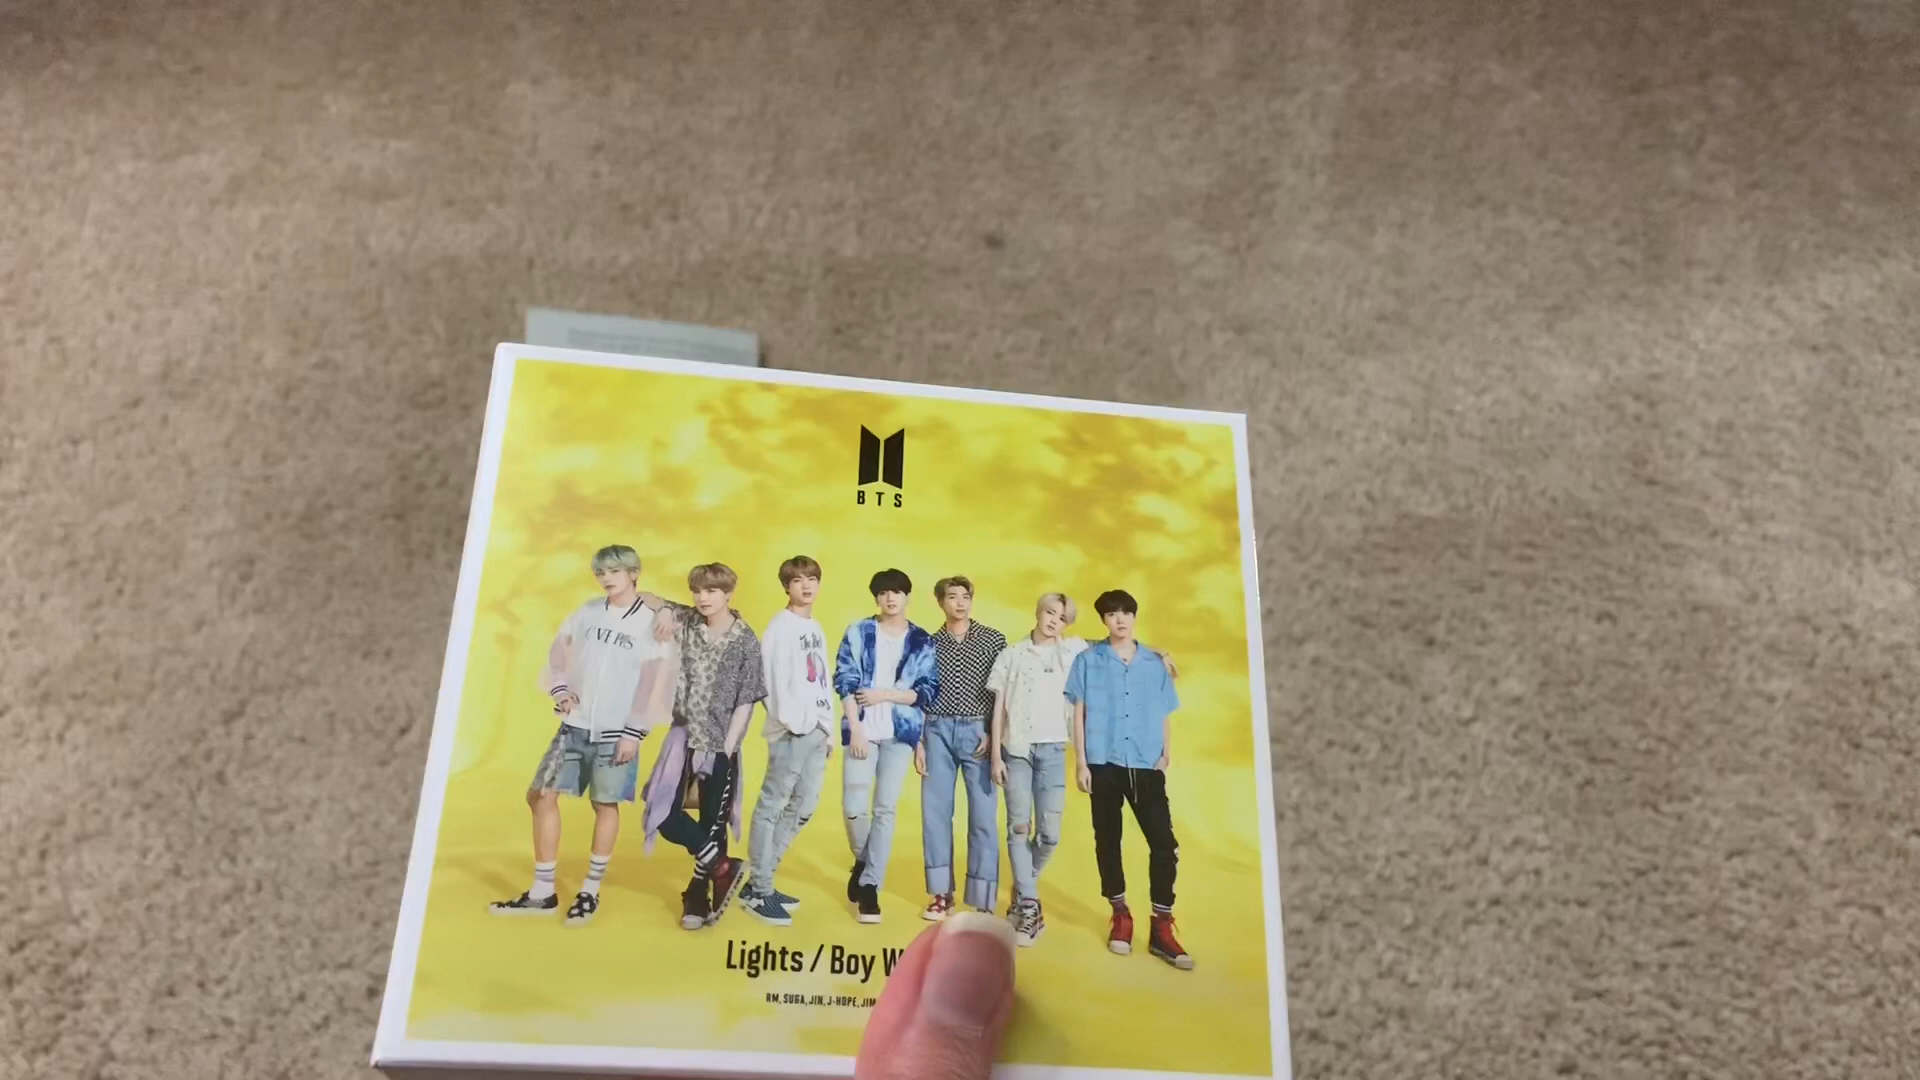 BTS
Lights / Boy W
RM, SUGA, JIN, J-HOPE, JIM